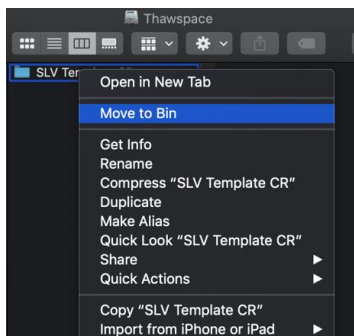 Thawspace
SLV Tem
Open in New Tab
Move to Bin
Get Info
Rename
Compress “SLV Template CR”
Duplicate
Make Alias
Quick Look “SLV Template CR”
Share
Quick Actions
Copy “SLV Template CR”
Import from iPhone or iPad